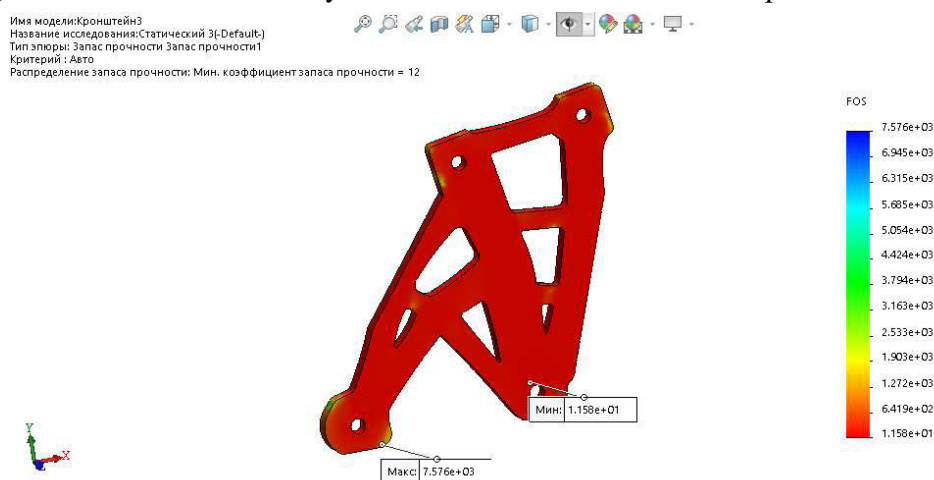 Имя модели:Кронштейн3
Название исследования:Статический 3(-Default-)
Тип эпюры: Запас прочности Запас прочности1
Критерий : Авто
Распределение запаса прочности: Мин. коэффициент запаса прочности = 12
FOS
7.576e+03
6.945e+03
6.315e+03
5.685e+03
5.054e+03
4.424e+03
3.794e+03
3.163e+03
2.533e+03
1.903e+03
1.272e+03
6.419e+02
1.158e+01
Мин: 1.158e+01
Макс: 7.576e+03
Y
X